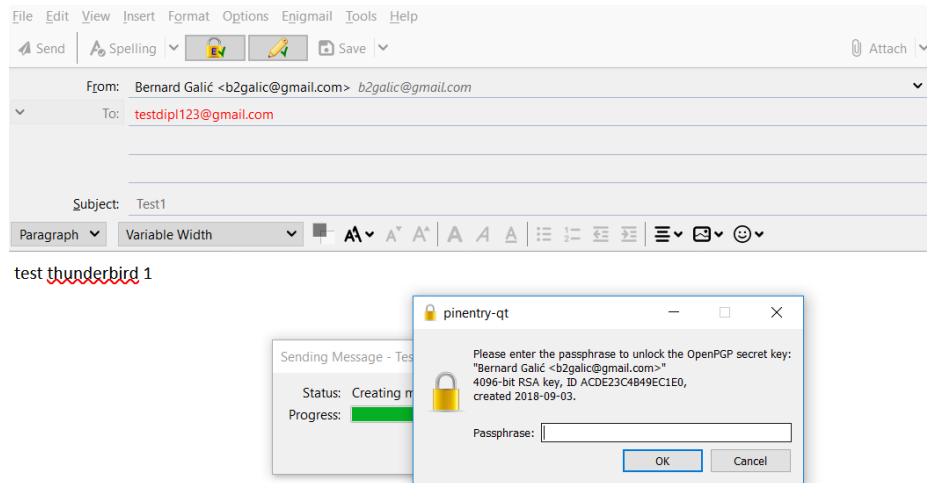 File Edit View Insert Format Options Enigmail Tools Help
Send Spelling Save Attach
From: Bernard Galić <b2galic@gmail.com> b2galic@gmail.com
To: testdipl123@gmail.com
Subject: Test1
Paragraph Variable Width
test thunderbird 1
pinentry-qt
Sending Message - Tes
Please enter the passphrase to unlock the OpenPGP secret key:
"Bernard Galić <b2galic@gmail.com>"
4096-bit RSA key, ID ACDE23C4B49EC1E0,
created 2018-09-03.
Status: Creating m
Progress:
Passphrase:
OK Cancel